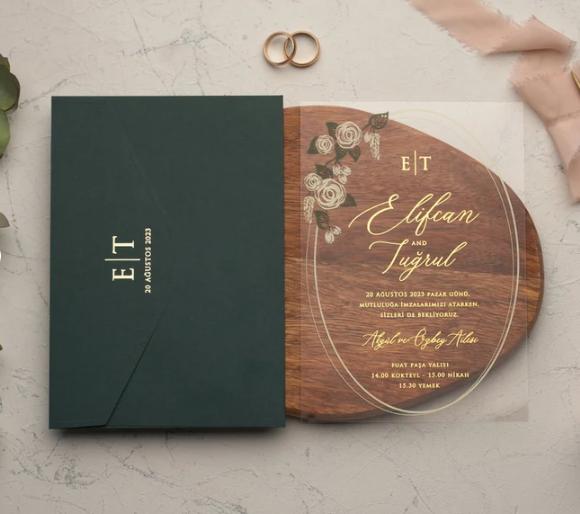 E|T
20 AĞUSTOS 2023
E|T
Elifcan
AND
Tuğrul
20 AĞUSTOS 2023 PAZAR GÜNÜ,
MUTLULUĞA İMZALARIMIZI ATARKEN,
SİZLERİ DE BEKLİYORUZ.
Akgül ve Özbey Ailesi
FUAT PAŞA YALISI
14.00 KOKTEYL - 15.00 NİKAH
15.30 YEMEK